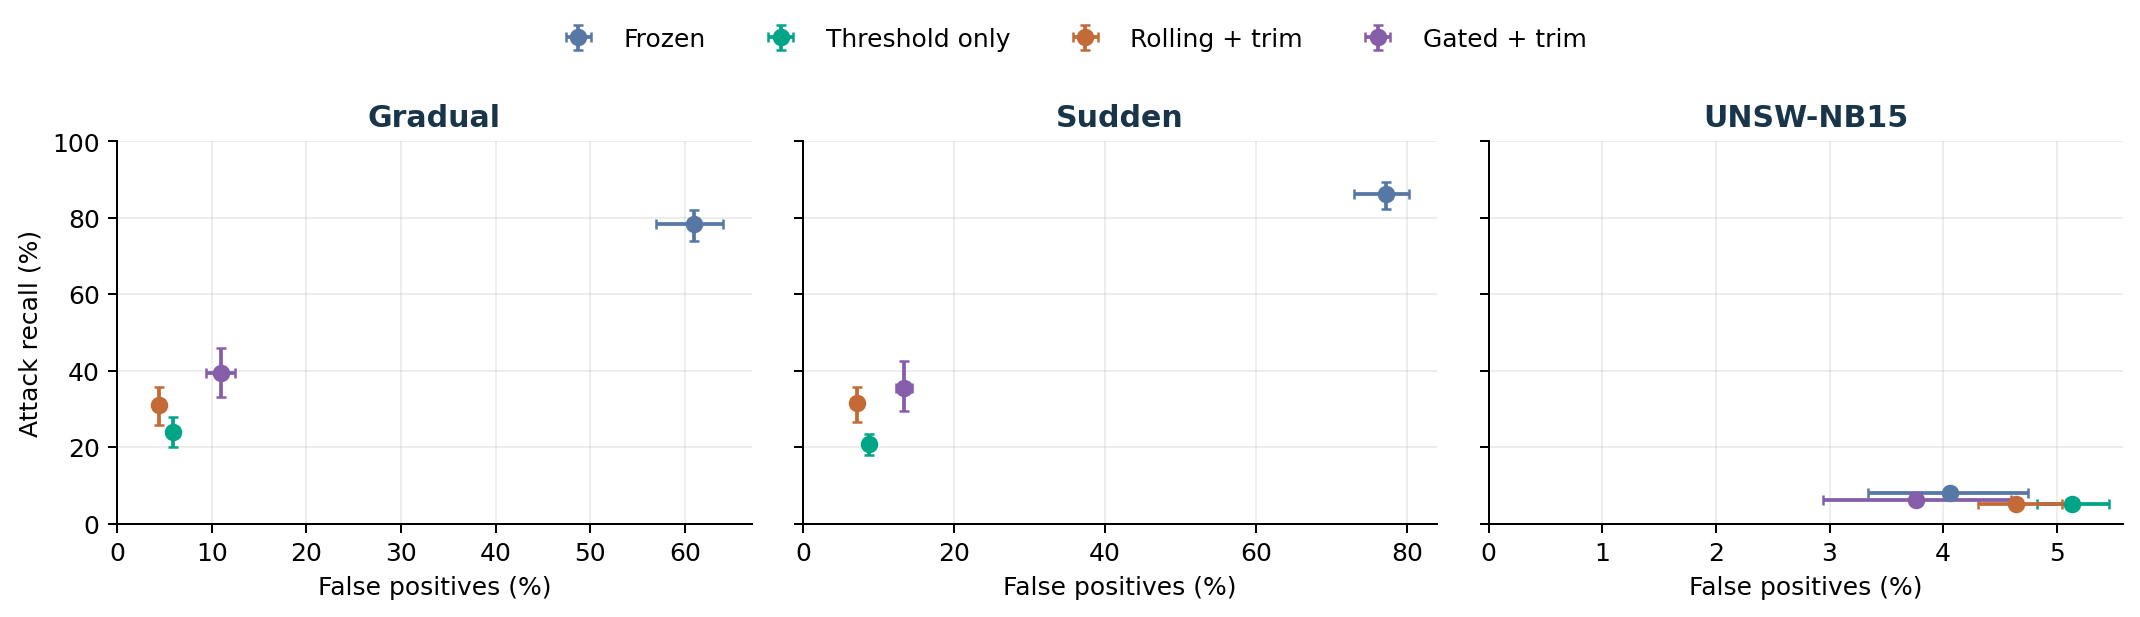 Frozen Threshold only Rolling + trim Gated + trim
Gradual Sudden UNSW-NB15
Attack recall (%)
100
80
60
40
20
0
0 10 20 30 40 50 60
0 20 40 60 80
0 1 2 3 4 5
False positives (%) False positives (%) False positives (%)